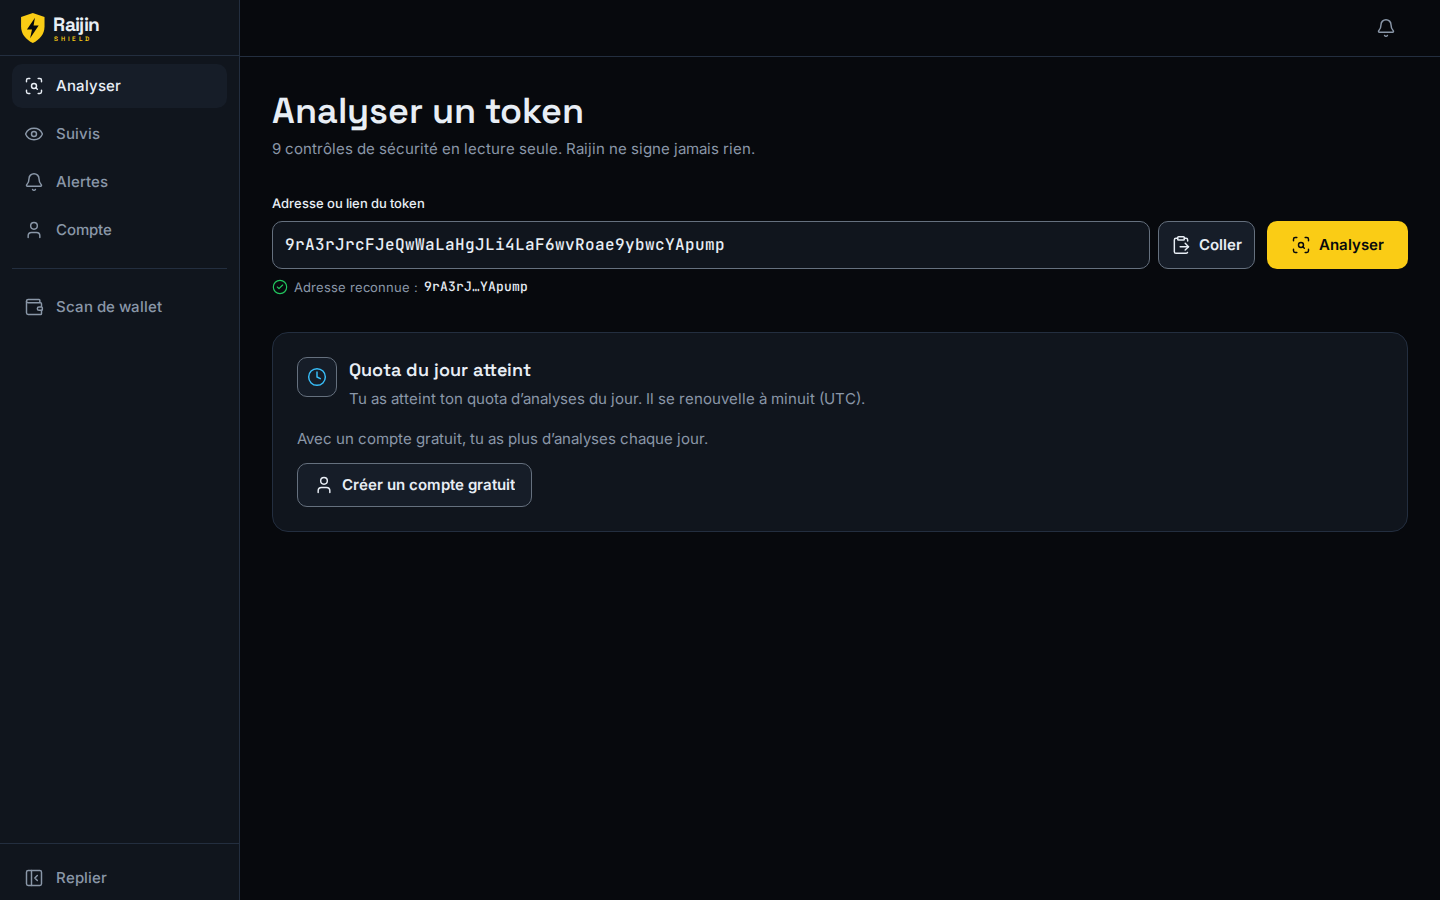 Raijin
SHIELD
Analyser
Suivis
Alertes
Compte
Scan de wallet
Replier
Analyser un token
9 contrôles de sécurité en lecture seule. Raijin ne signe jamais rien.
Adresse ou lien du token
9rA3rJrcFJeQwWaLaHgJLi4LaF6wvRoae9ybwcYApump
Coller
Analyser
Adresse reconnue : 9rA3rJ…YApump
Quota du jour atteint
Tu as atteint ton quota d’analyses du jour. Il se renouvelle à minuit (UTC).
Avec un compte gratuit, tu as plus d’analyses chaque jour.
Créer un compte gratuit